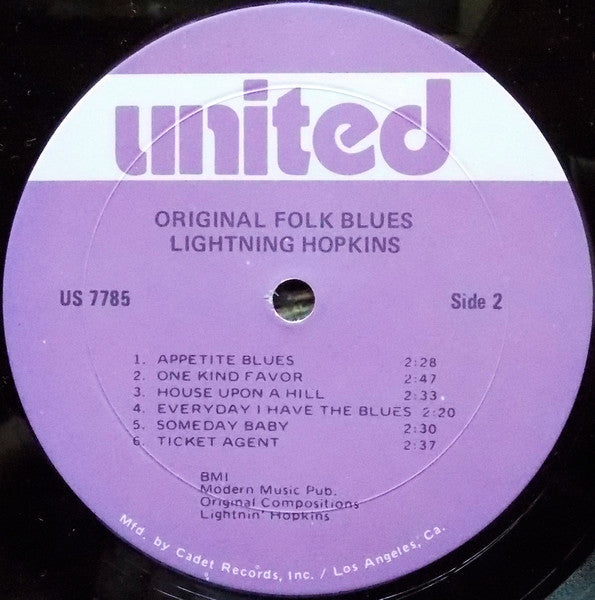 united
ORIGINAL FOLK BLUES
LIGHTNING HOPKINS
US 7785
Side 2
1. APPETITE BLUES 2:28
2. ONE KIND FAVOR 2:47
3. HOUSE UPON A HILL 2:33
4. EVERYDAY I HAVE THE BLUES 2:20
5. SOMEDAY BABY 2:30
6. TICKET AGENT 2:37
BMI
Modern Music Pub.
Original Compositions
Lightnin' Hopkins
Mfd. by Cadet Records, Inc. / Los Angeles, Ca.